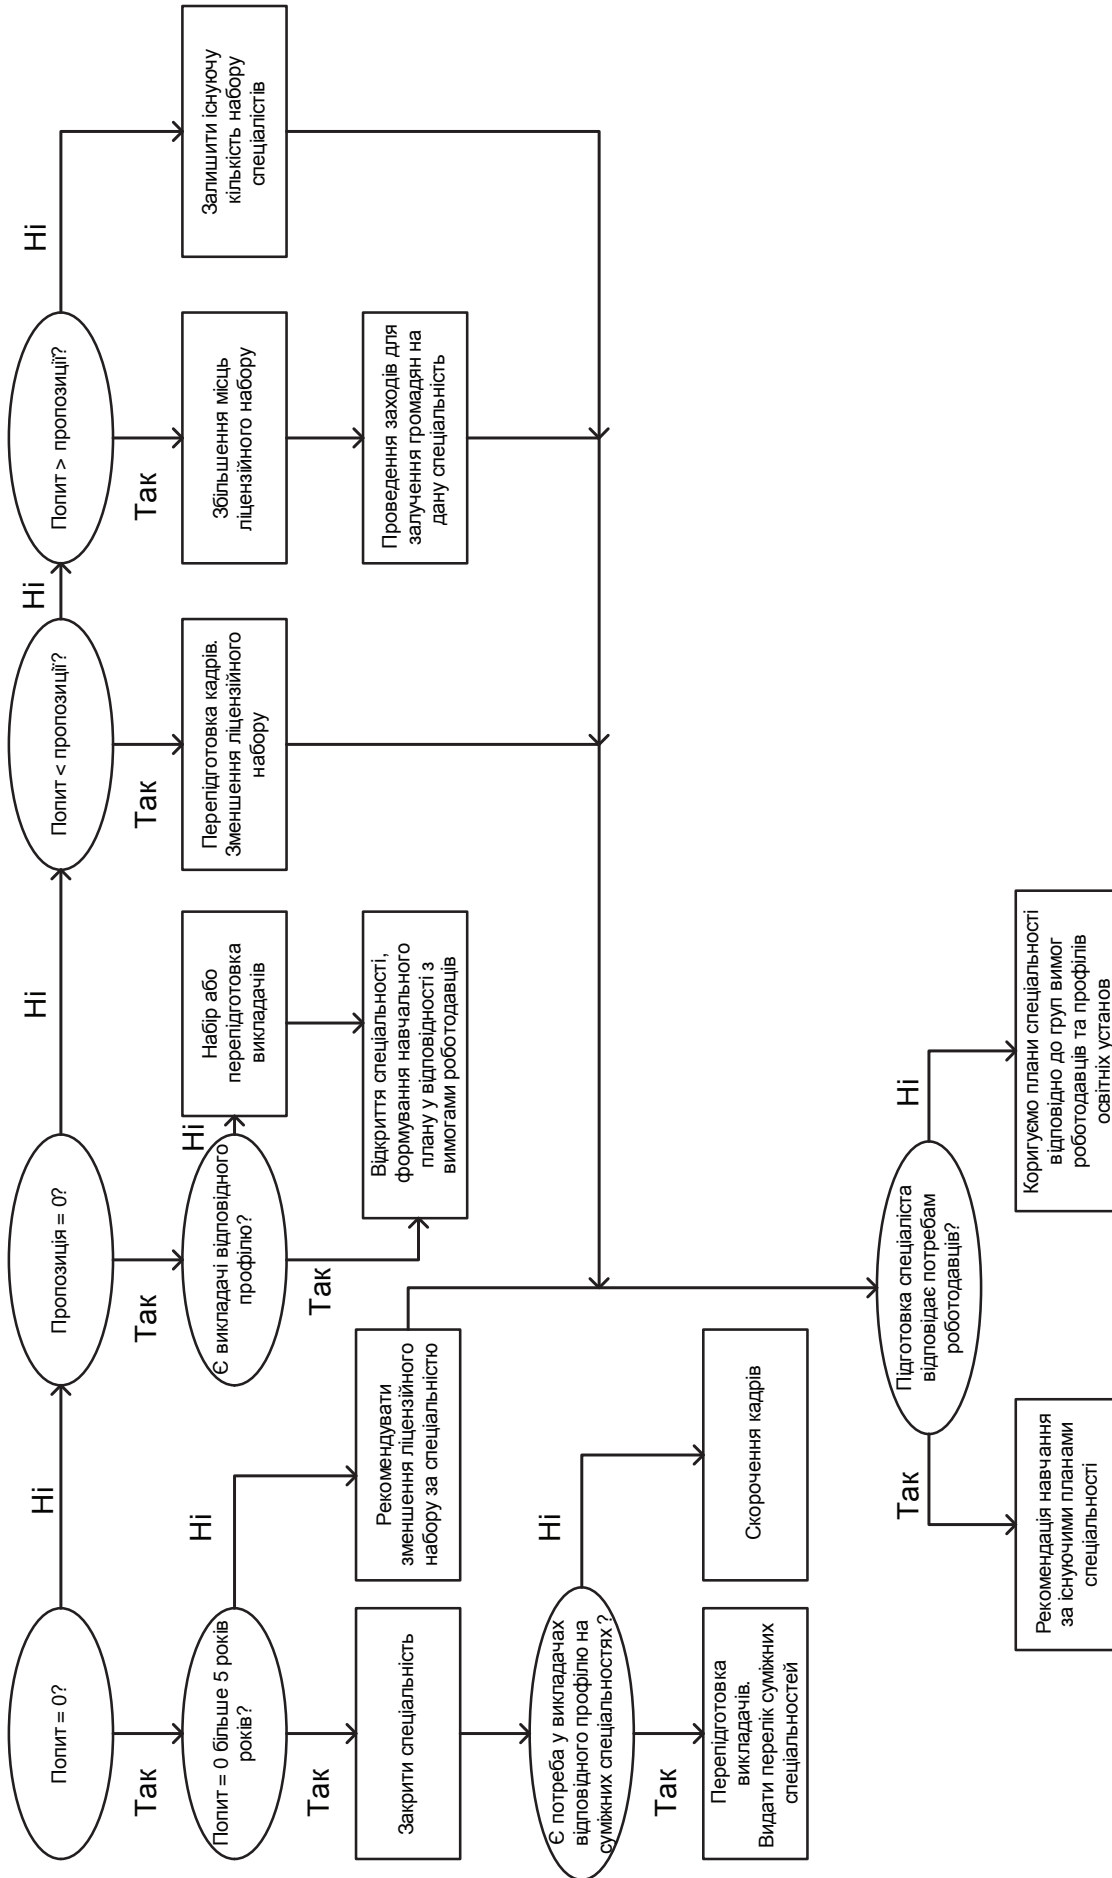 Попит = 0?
Ні
Пропозиція = 0?
Ні
Попит < пропозиції?
Ні
Попит > пропозиції?
Ні
Так
Так
Так
Так
Попит = 0 більше 5 років
років?
Ні
Є викладачі відповідного
профілю?
Ні
Набір або
перепідготовка
викладачів
Перепідготовка кадрів.
Зменшення ліцензійного
набору
Збільшення місць
ліцензійного набору
Залишити існуючу
кількість набору
спеціалістів
Так
Так
Закрити спеціальність
Рекомендувати
зменшення ліцензійного
набору за спеціальністю
Відкриття спеціальності,
формування навчального
плану у відповідності з
вимогами роботодавців
Проведення заходів для
залучення громадян на
дану спеціальність
Є потреба у викладачах
відповідного профілю на
суміжних спеціальностях?
Ні
Так
Перепідготовка
викладачів.
Видати перелік суміжних
спеціальностей
Скорочення кадрів
Підготовка спеціаліста
відповідає потребам
роботодавців?
Так
Ні
Рекомендація навчання
за існуючими планами
спеціальності
Коригуємо плани спеціальності
відповідно до груп вимог
роботодавців та профілів
освітніх установ